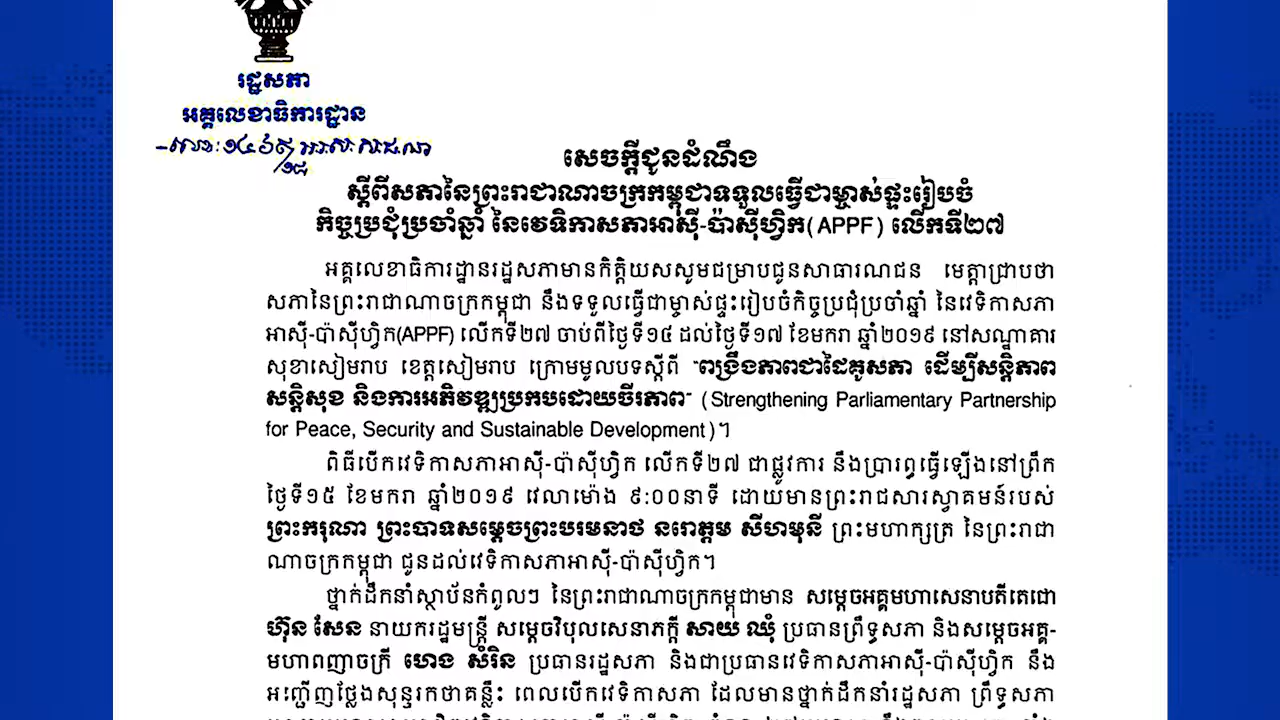 រដ្ឋសភា
អគ្គលេខាធិការដ្ឋាន
សេចក្តីជូនដំណឹង
ស្តីពីសភានៃព្រះរាជាណាចក្រកម្ពុជាទទួលធ្វើជាម្ចាស់ផ្ទះរៀបចំ
កិច្ចប្រជុំប្រចាំឆ្នាំ នៃវេទិកាសភាអាស៊ី-ប៉ាស៊ីហ្វិក(APPF) លើកទី២៧
អគ្គលេខាធិការដ្ឋានរដ្ឋសភាមានកិត្តិយសសូមជម្រាបជូនសាធារណជន មេត្តាជ្រាបថា
សភានៃព្រះរាជាណាចក្រកម្ពុជា នឹងទទួលធ្វើជាម្ចាស់ផ្ទះរៀបចំកិច្ចប្រជុំប្រចាំឆ្នាំ នៃវេទិកាសភា
អាស៊ី-ប៉ាស៊ីហ្វិក(APPF) លើកទី២៧ ចាប់ពីថ្ងៃទី១៤ ដល់ថ្ងៃទី១៧ ខែមករា ឆ្នាំ២០១៩ នៅសណ្ឋាគារ
សុខាសៀមរាប ខេត្តសៀមរាប ក្រោមមូលបទស្តីពី "ពង្រឹងភាពជាដៃគូសភា ដើម្បីសន្តិភាព
សន្តិសុខ និងការអភិវឌ្ឍប្រកបដោយចីរភាព" (Strengthening Parliamentary Partnership
for Peace, Security and Sustainable Development)។
ពិធីបើកវេទិកាសភាអាស៊ី-ប៉ាស៊ីហ្វិក លើកទី២៧ ជាផ្លូវការ នឹងប្រារព្ធធ្វើឡើងនៅព្រឹក
ថ្ងៃទី១៥ ខែមករា ឆ្នាំ២០១៩ វេលាម៉ោង ៩:០០នាទី ដោយមានព្រះរាជសារស្វាគមន៍របស់
ព្រះករុណា ព្រះបាទសម្តេចព្រះបរមនាថ នរោត្តម សីហមុនី ព្រះមហាក្សត្រ នៃព្រះរាជា
ណាចក្រកម្ពុជា ជូនដល់វេទិកាសភាអាស៊ី-ប៉ាស៊ីហ្វិក។
ថ្នាក់ដឹកនាំស្ថាប័នកំពូលៗ នៃព្រះរាជាណាចក្រកម្ពុជាមាន សម្តេចអគ្គមហាសេនាបតីតេជោ
ហ៊ុន សែន នាយករដ្ឋមន្ត្រី សម្តេចវិបុលសេនាភក្តី សាយ ឈុំ ប្រធានព្រឹទ្ធសភា និងសម្តេចអគ្គ-
មហាពញាចក្រី ហេង សំរិន ប្រធានរដ្ឋសភា និងជាប្រធានវេទិកាសភាអាស៊ី-ប៉ាស៊ីហ្វិក នឹង
អញ្ជើញថ្លែងសុន្ទរកថាគន្លឹះ ពេលបើកវេទិកាសភា ដែលមានថ្នាក់ដឹកនាំរដ្ឋសភា ព្រឹទ្ធសភា